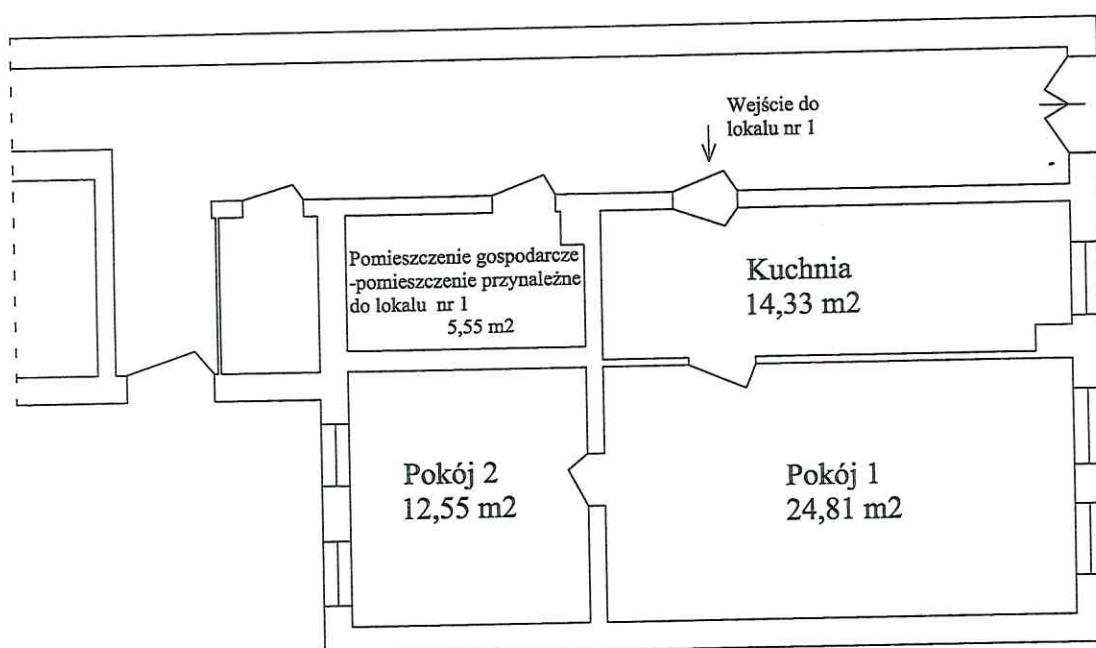 Wejście do
lokalu nr 1
Pomieszczenie gospodarcze
-pomieszczenie przynależne
do lokalu nr 1
5,55 m2
Kuchnia
14,33 m2
Pokój 2
12,55 m2
Pokój 1
24,81 m2